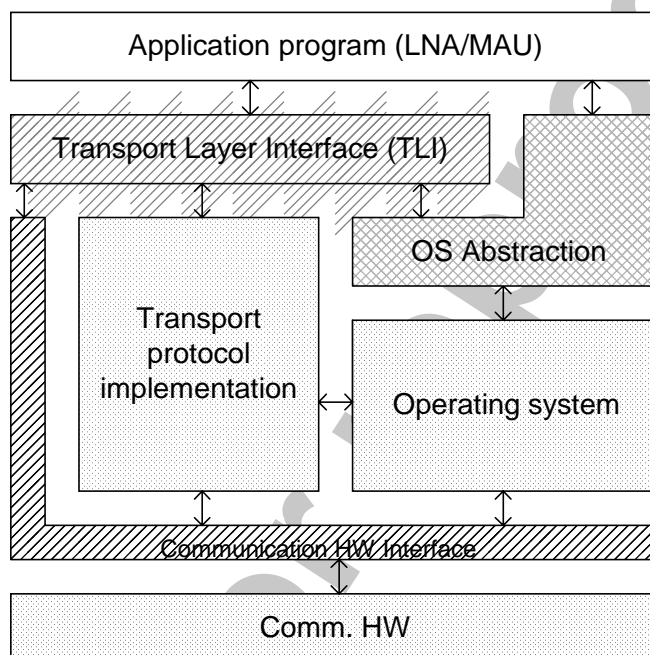 Application program (LNA/MAU)
Transport Layer Interface (TLI)
OS Abstraction
Transport
protocol
implementation
Operating system
Communication HW Interface
Comm. HW